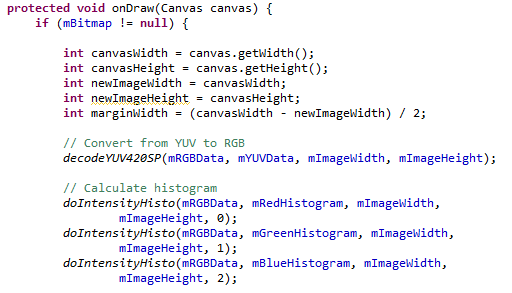 protected void onDraw(Canvas canvas) {
    if (mBitmap != null) {

        int canvasWidth = canvas.getWidth();
        int canvasHeight = canvas.getHeight();
        int newImageWidth = canvasWidth;
        int newImageHeight = canvasHeight;
        int marginWidth = (canvasWidth - newImageWidth) / 2;

        // Convert from YUV to RGB
        decodeYUV420SP(mRGBData, mYUVData, mImageWidth, mImageHeight);

        // Calculate histogram
        doIntensityHisto(mRGBData, mRedHistogram, mImageWidth,
                mImageHeight, 0);
        doIntensityHisto(mRGBData, mGreenHistogram, mImageWidth,
                mImageHeight, 1);
        doIntensityHisto(mRGBData, mBlueHistogram, mImageWidth,
                mImageHeight, 2);